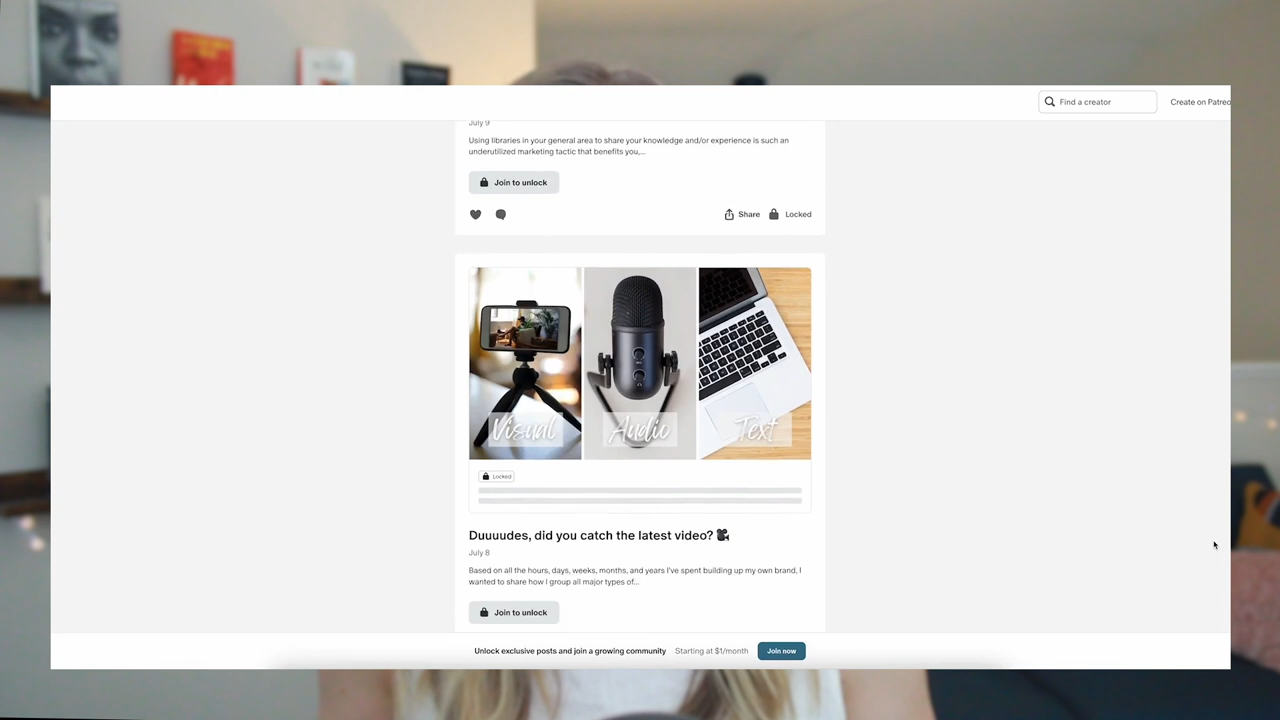 Find a creator
Create on Patreo
July 9
Using libraries in your general area to share your knowledge and/or experience is such an
underutilized marketing tactic that benefits you,...
Join to unlock
Share
Locked
Visual
Audio
Text
Locked
Duuuudes, did you catch the latest video?
July 8
Based on all the hours, days, weeks, months, and years I've spent building up my own brand, I
wanted to share how I group all major types of...
Join to unlock
Unlock exclusive posts and join a growing community
Starting at $1/month
Join now